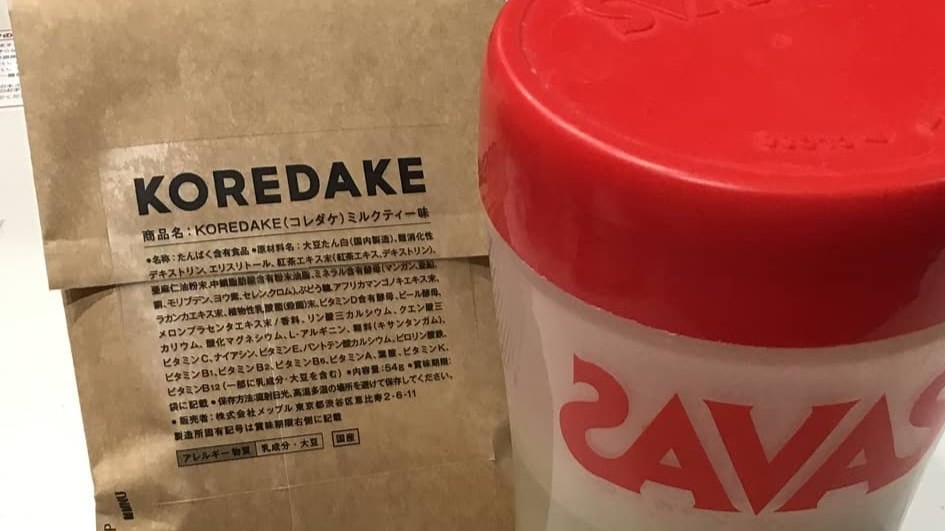 KOREDAKE
商品名：KOREDAKE（コレダケ）ミルクティー味
●名称：たんぱく含有食品 ●原材料名：大豆たん白（国内製造）、難消化性
デキストリン、エリスリトール、紅茶エキス末（紅茶エキス、デキストリン）、
亜麻仁油粉末、中鎖脂肪酸含有粉末油脂、ミネラル含有酵母（マンガン、亜鉛、
銅、モリブデン、ヨウ素、セレン、クロム）、ぶどう糖、アフリカマンゴノキエキス末、
ラガンカエキス末、植物性乳酸菌（殺菌）末、ビタミンD含有酵母、ビール酵母、
メロンプラセンタエキス末 / 香料、リン酸三カルシウム、クエン酸三
カリウム、酸化マグネシウム、L-アルギニン、糊料（キサンタンガム）、
ビタミンC、ナイアシン、ビタミンE、パントテン酸カルシウム、ピロリン酸鉄、
ビタミンB1、ビタミンB2、ビタミンB6、ビタミンA、葉酸、ビタミンK、
ビタミンB12（一部に乳成分・大豆を含む）●内容量：54g ●賞味期限：
袋に記載 ●保存方法：直射日光、高温多湿の場所を避けて保存してください。
●販売者：株式会社メップル 東京都渋谷区恵比寿2-6-11
製造所固有記号は賞味期限右側に記載
アレルギー物質 乳成分・大豆 国産
SAVAS